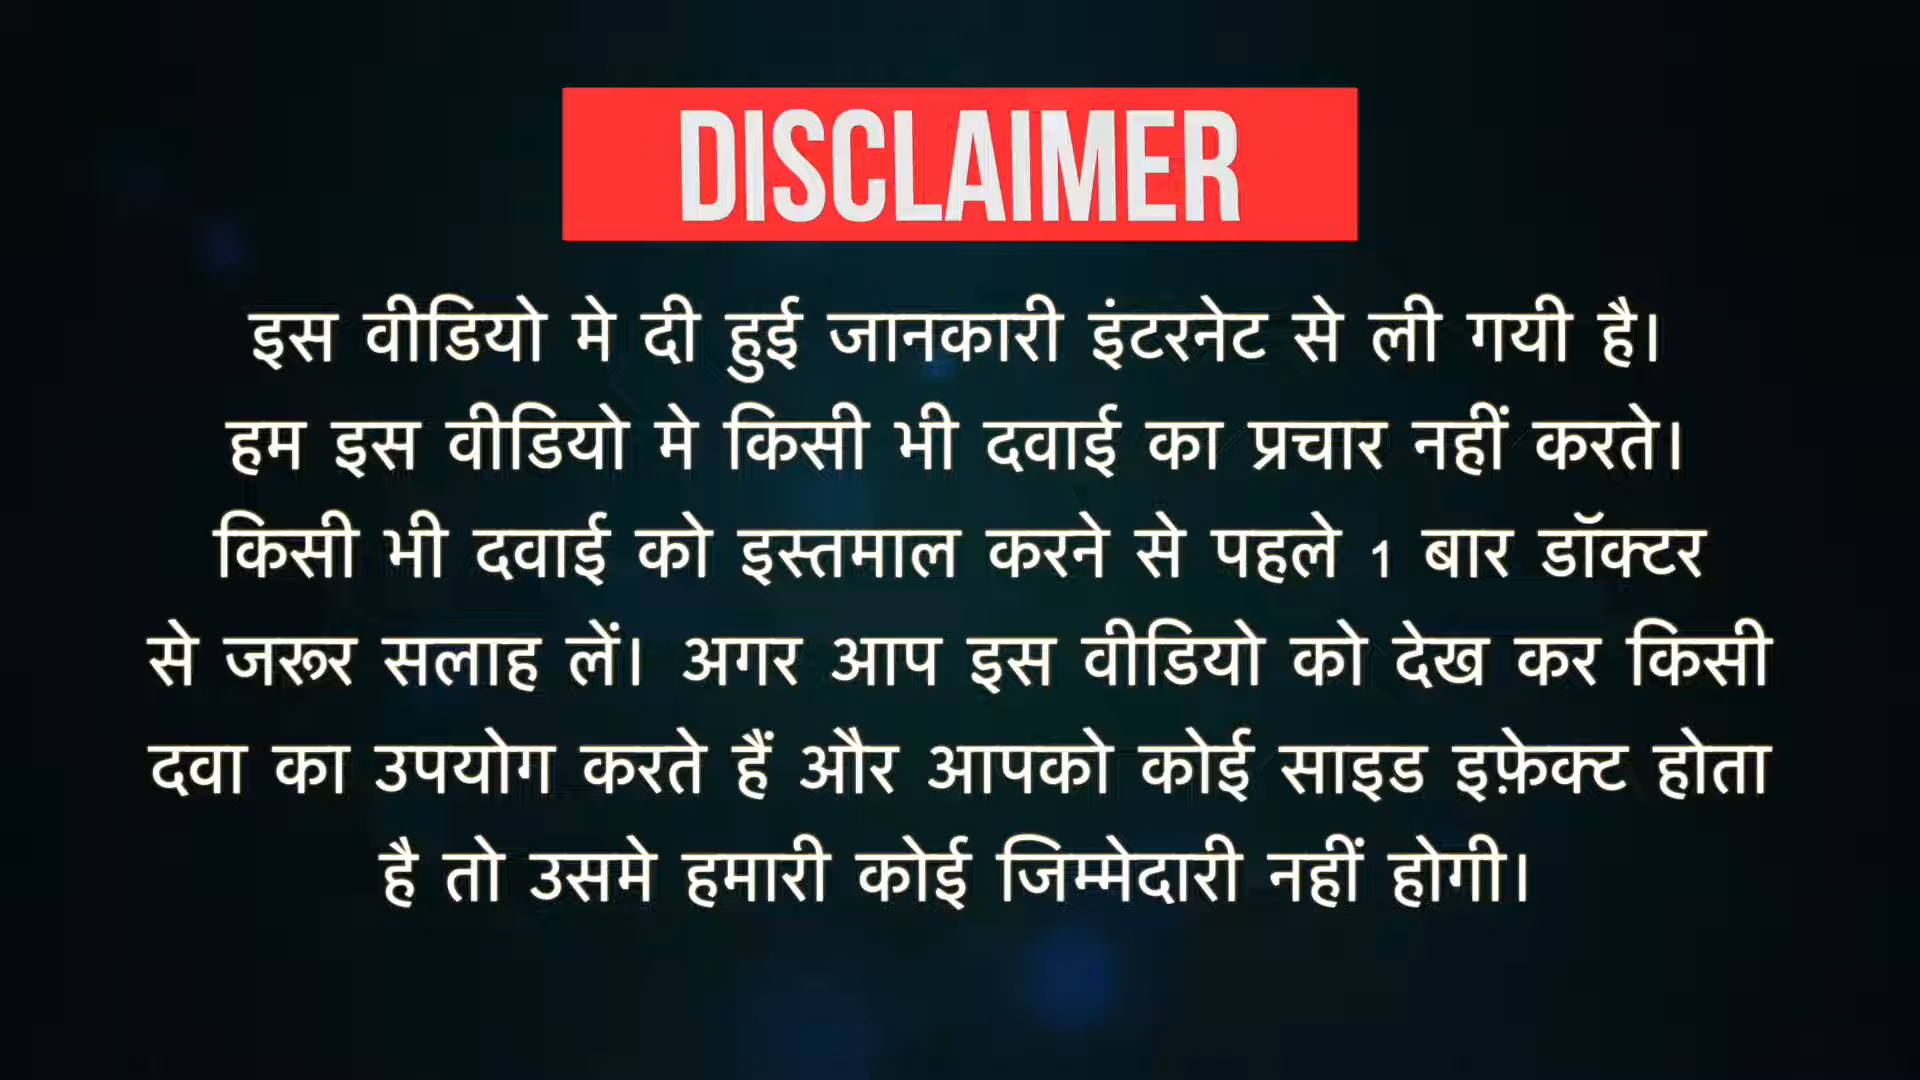 DISCLAIMER
इस वीडियो मे दी हुई जानकारी इंटरनेट से ली गयी है।
हम इस वीडियो मे किसी भी दवाई का प्रचार नहीं करते।
किसी भी दवाई को इस्तमाल करने से पहले 1 बार डॉक्टर
से जरूर सलाह लें। अगर आप इस वीडियो को देख कर किसी
दवा का उपयोग करते हैं और आपको कोई साइड इफ़ेक्ट होता
है तो उसमे हमारी कोई जिम्मेदारी नहीं होगी।